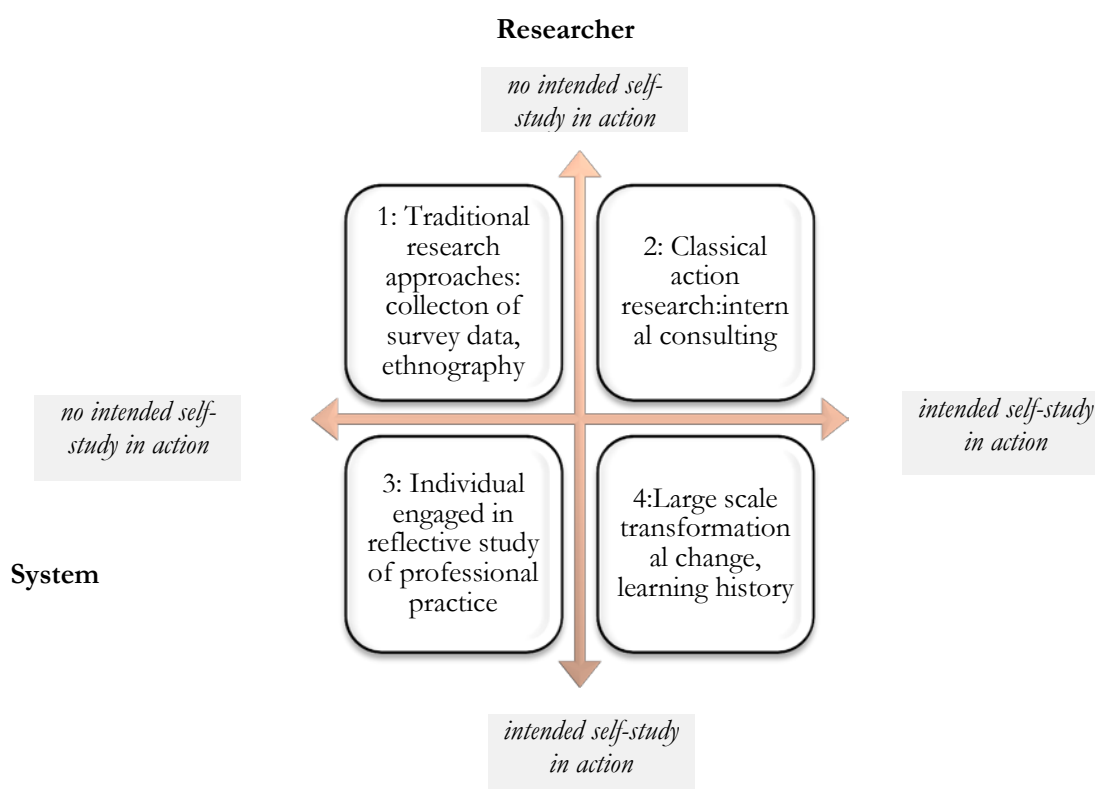 Researcher
no intended self-
study in action
1: Traditional
research
approaches:
collecton of
survey data,
ethnography
2: Classical
action
research:intern
al consulting
no intended self-
study in action
intended self-study
in action
3: Individual
engaged in
reflective study
of professional
practice
4:Large scale
transformation
al change,
learning history
System
intended self-study
in action